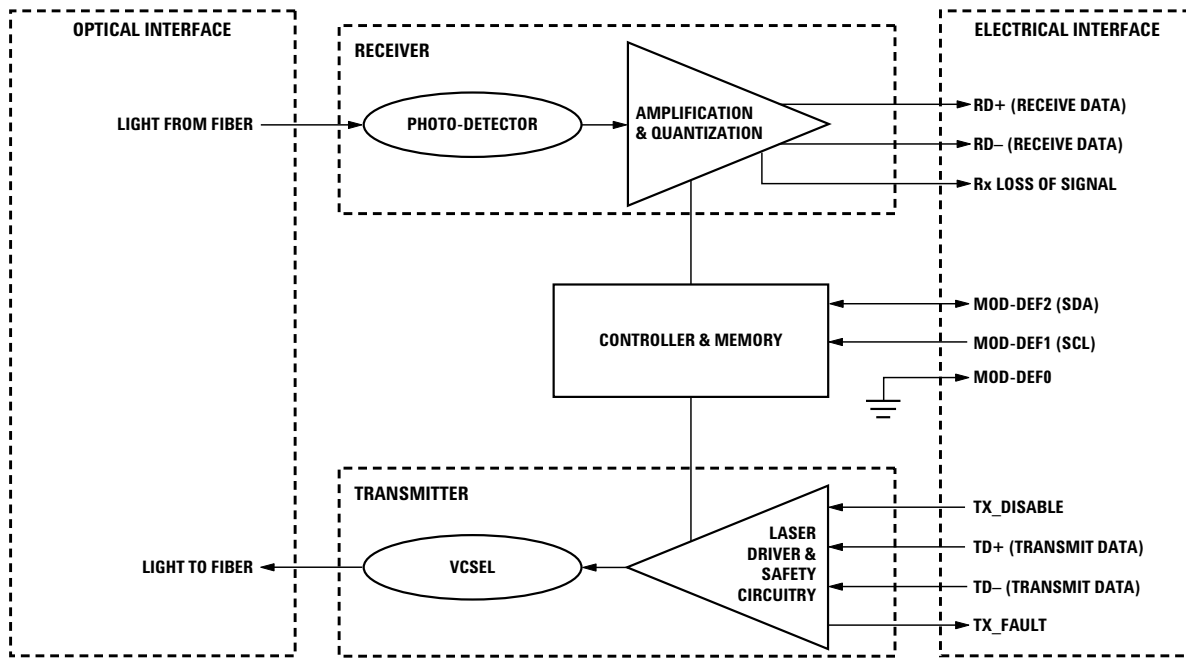 OPTICAL INTERFACE
ELECTRICAL INTERFACE
RECEIVER
LIGHT FROM FIBER
PHOTO-DETECTOR
AMPLIFICATION
& QUANTIZATION
RD+ (RECEIVE DATA)
RD– (RECEIVE DATA)
Rx LOSS OF SIGNAL
CONTROLLER & MEMORY
MOD-DEF2 (SDA)
MOD-DEF1 (SCL)
MOD-DEF0
TRANSMITTER
LIGHT TO FIBER
VCSEL
LASER
DRIVER &
SAFETY
CIRCUITRY
TX_DISABLE
TD+ (TRANSMIT DATA)
TD– (TRANSMIT DATA)
TX_FAULT